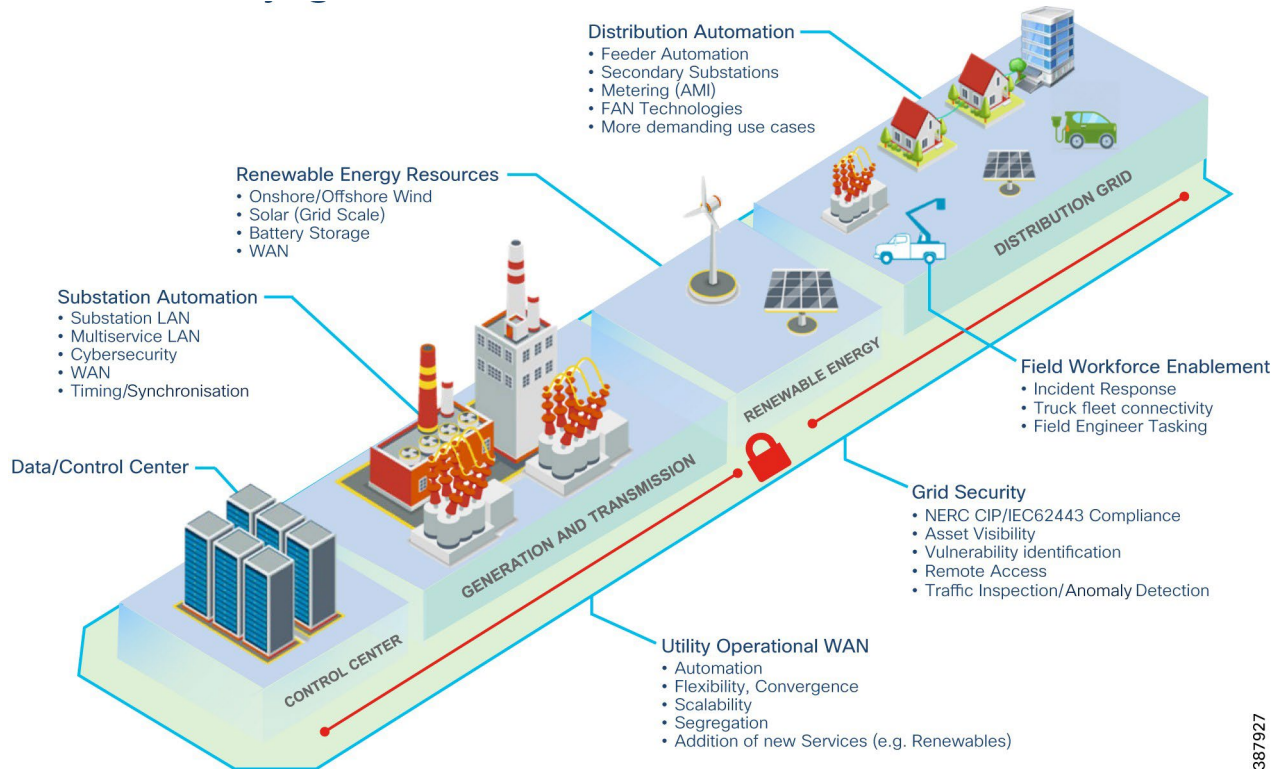 Distribution Automation
• Feeder Automation
• Secondary Substations
• Metering (AMI)
• FAN Technologies
• More demanding use cases
Renewable Energy Resources
• Onshore/Offshore Wind
• Solar (Grid Scale)
• Battery Storage
• WAN
Substation Automation
• Substation LAN
• Multiservice LAN
• Cybersecurity
• WAN
• Timing/Synchronisation
Data/Control Center
CONTROL CENTER
GENERATION AND TRANSMISSION
RENEWABLE ENERGY
DISTRIBUTION GRID
Field Workforce Enablement
• Incident Response
• Truck fleet connectivity
• Field Engineer Tasking
Grid Security
• NERC CIP/IEC62443 Compliance
• Asset Visibility
• Vulnerability identification
• Remote Access
• Traffic Inspection/Anomaly Detection
Utility Operational WAN
• Automation
• Flexibility, Convergence
• Scalability
• Segregation
• Addition of new Services (e.g. Renewables)
387927